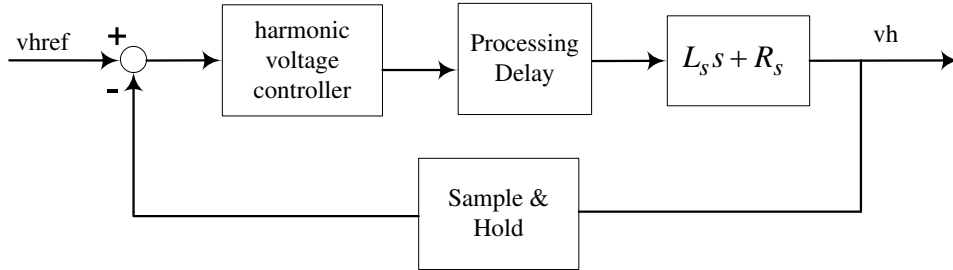 vhref
+
-
harmonic
voltage
controller
Processing
Delay
L_s s + R_s
vh
Sample &
Hold